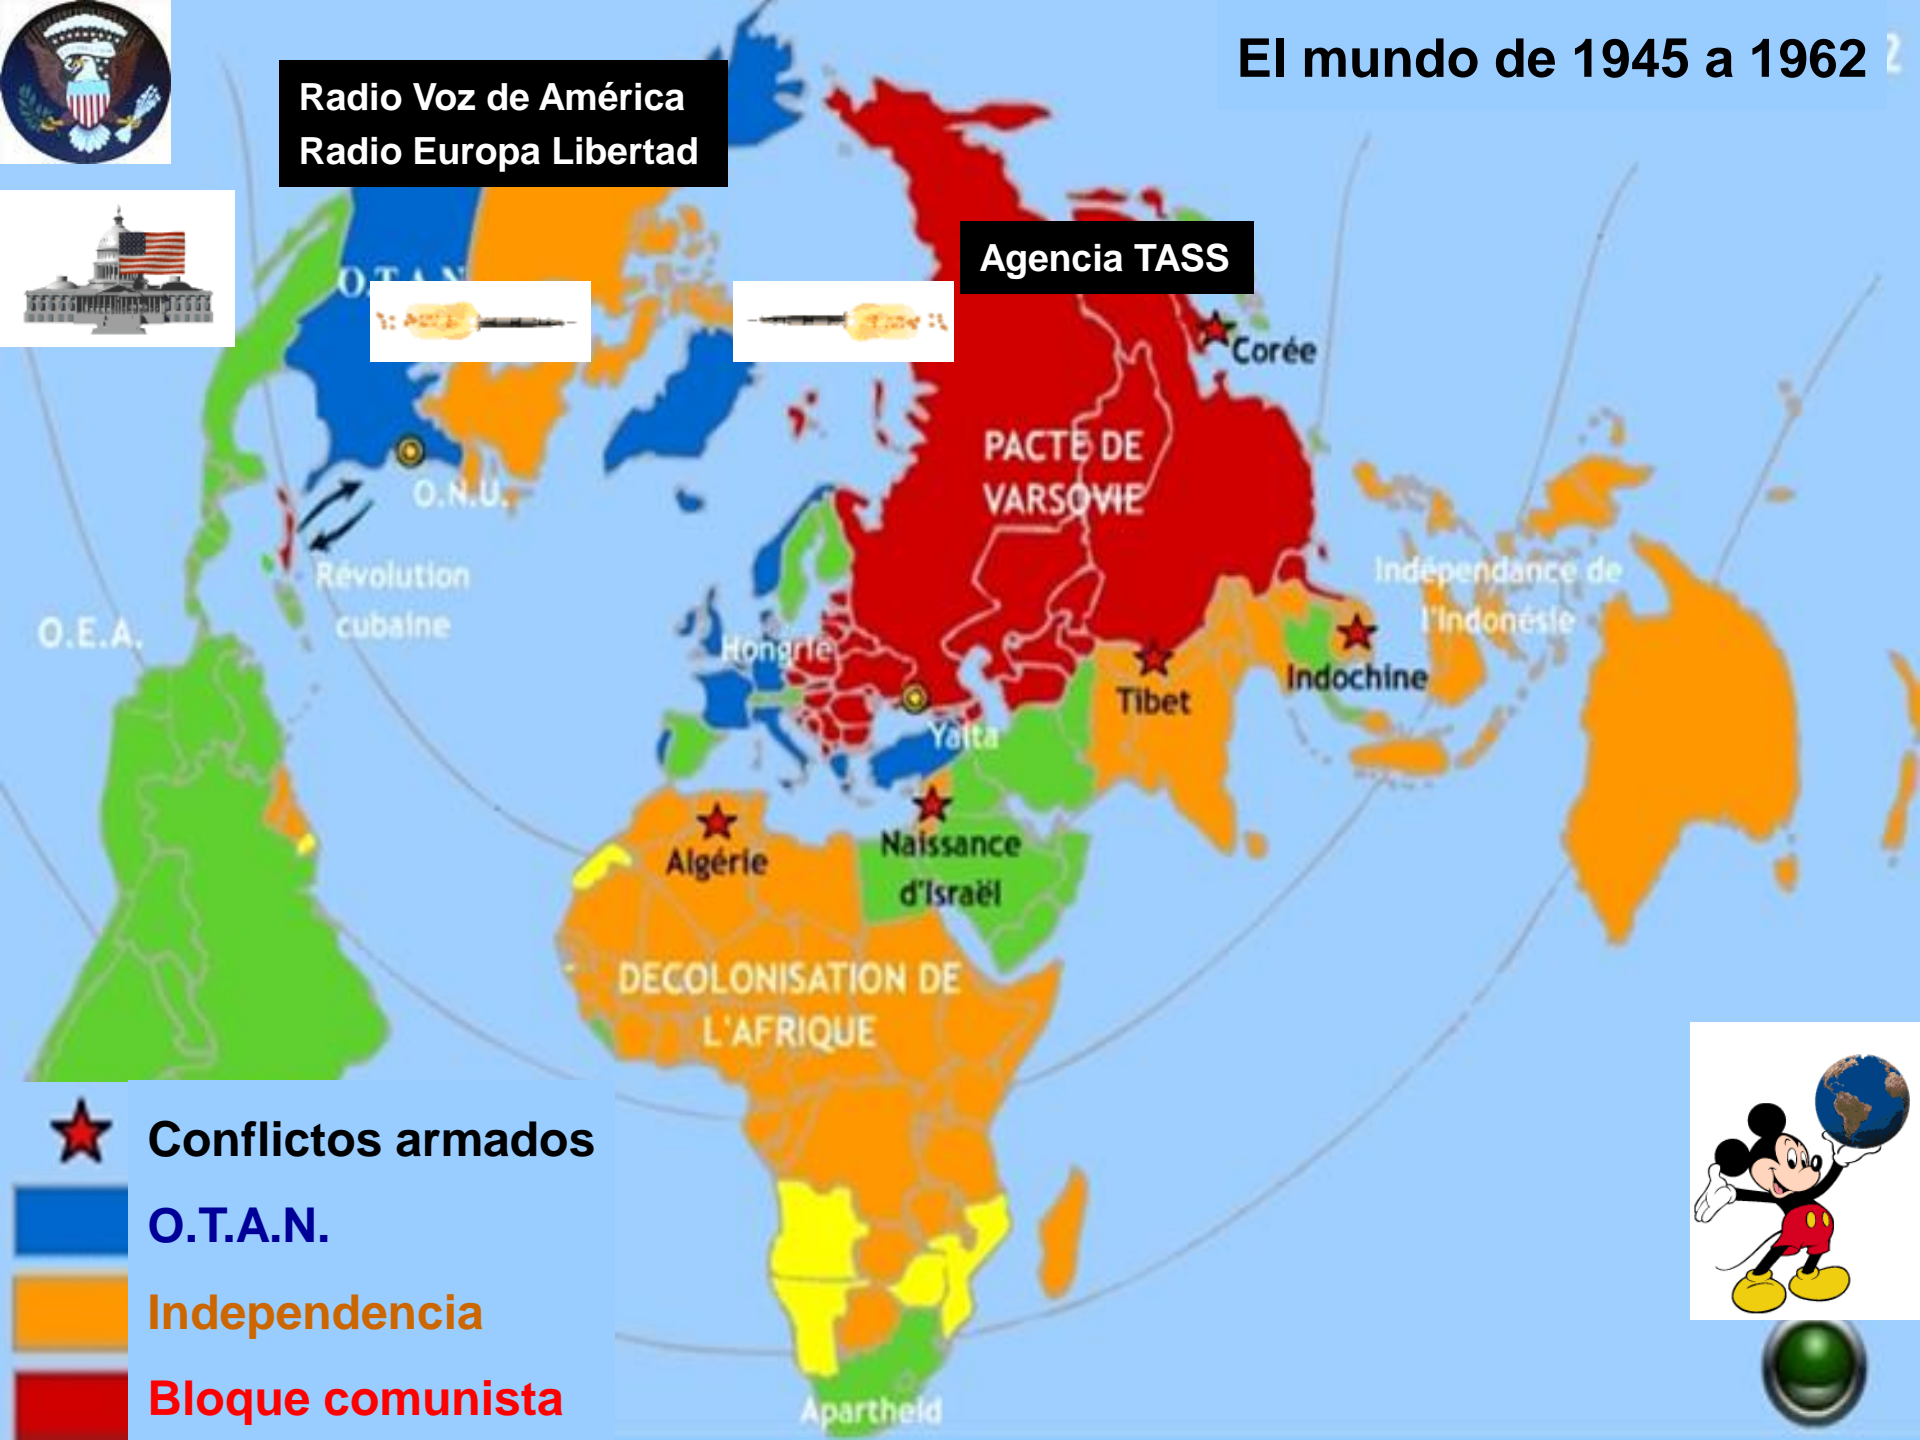 El mundo de 1945 a 1962
2
Radio Voz de América
Radio Europa Libertad
Agencia TASS
O.T.A.N
Corée
PACTE DE
VARSOVIE
O.N.U.
Révolution
cubaine
O.E.A.
Hongrie
Indépendance de
l'Indonésie
Indochine
Tibet
Yalta
Naissance
d'Israël
Algérie
DECOLONISATION DE
L'AFRIQUE
Apartheid
Conflictos armados
O.T.A.N.
Independencia
Bloque comunista